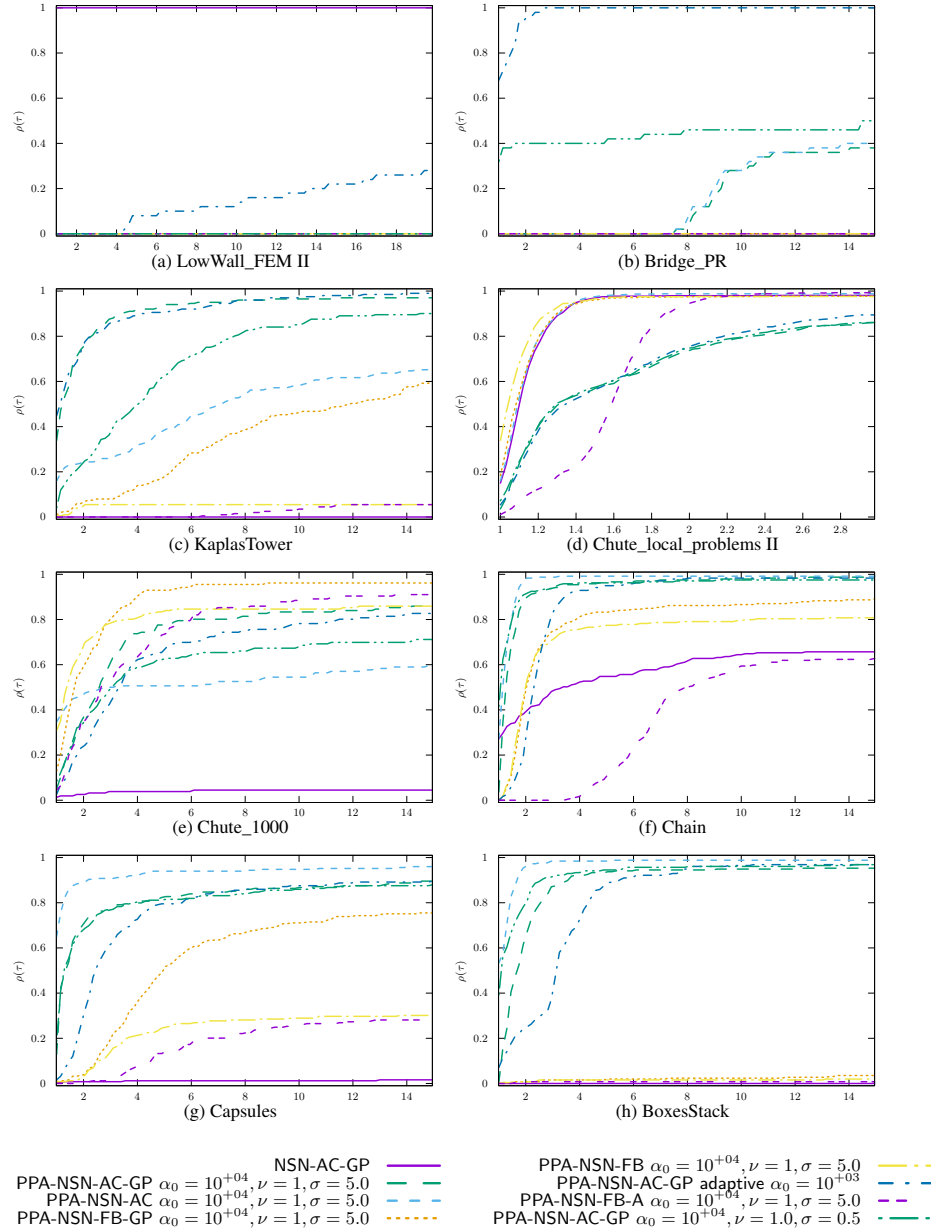 1
0.8
0.6
0.4
0.2
0
ρ(τ)
2 4 6 8 10 12 14 16 18
(a) LowWall_FEM II
1
0.8
0.6
0.4
0.2
0
ρ(τ)
2 4 6 8 10 12 14
(b) Bridge_PR
1
0.8
0.6
0.4
0.2
0
ρ(τ)
2 4 6 8 10 12 14
(c) KaplasTower
1
0.8
0.6
0.4
0.2
0
ρ(τ)
1 1.2 1.4 1.6 1.8 2 2.2 2.4 2.6 2.8
(d) Chute_local_problems II
1
0.8
0.6
0.4
0.2
0
ρ(τ)
2 4 6 8 10 12 14
(e) Chute_1000
1
0.8
0.6
0.4
0.2
0
ρ(τ)
2 4 6 8 10 12 14
(f) Chain
1
0.8
0.6
0.4
0.2
0
ρ(τ)
2 4 6 8 10 12 14
(g) Capsules
1
0.8
0.6
0.4
0.2
0
ρ(τ)
2 4 6 8 10 12 14
(h) BoxesStack
NSN-AC-GP
PPA-NSN-AC-GP α₀ = 10⁺⁰⁴, ν = 1, σ = 5.0
PPA-NSN-AC α₀ = 10⁺⁰⁴, ν = 1, σ = 5.0
PPA-NSN-FB-GP α₀ = 10⁺⁰⁴, ν = 1, σ = 5.0
PPA-NSN-FB α₀ = 10⁺⁰⁴, ν = 1, σ = 5.0
PPA-NSN-AC-GP adaptive α₀ = 10⁺⁰³
PPA-NSN-FB-A α₀ = 10⁺⁰⁴, ν = 1, σ = 5.0
PPA-NSN-AC-GP α₀ = 10⁺⁰⁴, ν = 1.0, σ = 0.5